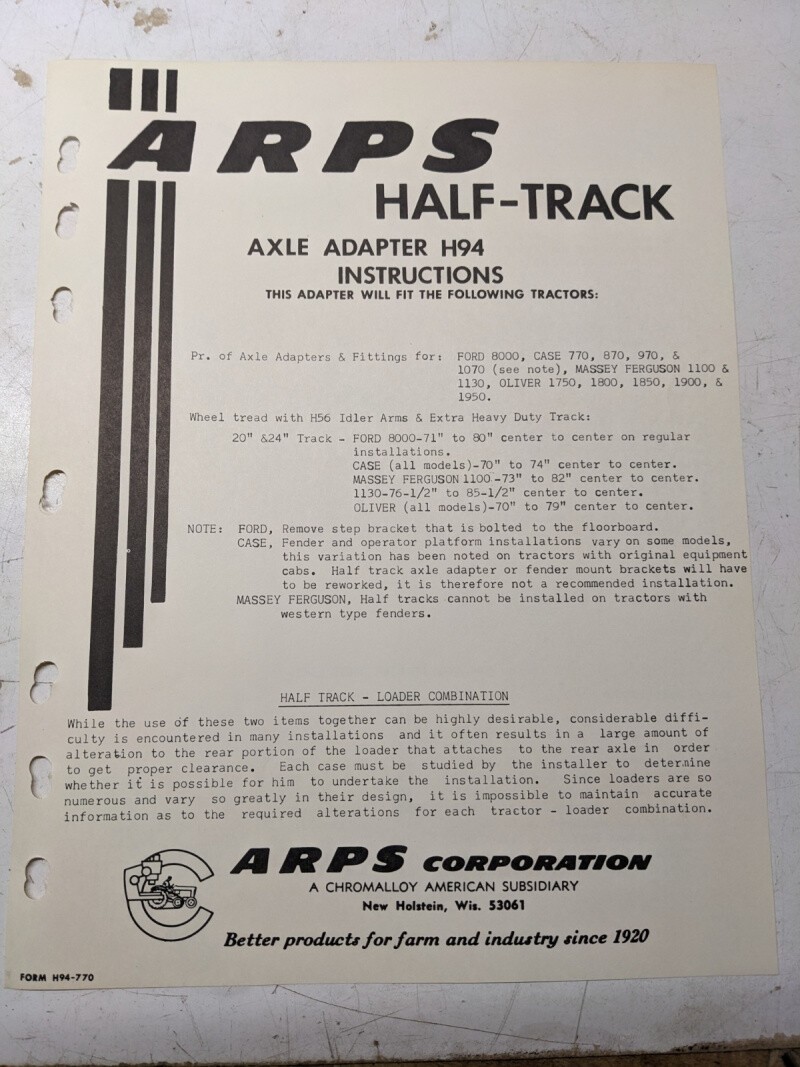 ARPS
HALF-TRACK
AXLE ADAPTER H94
INSTRUCTIONS
THIS ADAPTER WILL FIT THE FOLLOWING TRACTORS:
Pr. of Axle Adapters & Fittings for: FORD 8000, CASE 770, 870, 970, &
1070 (see note), MASSEY FERGUSON 1100 &
1130, OLIVER 1750, 1800, 1850, 1900, &
1950.
Wheel tread with H56 Idler Arms & Extra Heavy Duty Track:
20" &24" Track - FORD 8000-71" to 80" center to center on regular
installations.
CASE (all models)-70" to 74" center to center.
MASSEY FERGUSON 1100-73" to 82" center to center.
1130-76-1/2" to 85-1/2" center to center.
OLIVER (all models)-70" to 79" center to center.
NOTE: FORD, Remove step bracket that is bolted to the floorboard.
CASE, Fender and operator platform installations vary on some models,
this variation has been noted on tractors with original equipment
cabs. Half track axle adapter or fender mount brackets will have
to be reworked, it is therefore not a recommended installation.
MASSEY FERGUSON, Half tracks cannot be installed on tractors with
western type fenders.
HALF TRACK - LOADER COMBINATION
While the use of these two items together can be highly desirable, considerable diffi-
culty is encountered in many installations and it often results in a large amount of
alteration to the rear portion of the loader that attaches to the rear axle in order
to get proper clearance. Each case must be studied by the installer to determine
whether it is possible for him to undertake the installation. Since loaders are so
numerous and vary so greatly in their design, it is impossible to maintain accurate
information as to the required alterations for each tractor - loader combination.
ARPS CORPORATION
A CHROMALLOY AMERICAN SUBSIDIARY
New Holstein, Wis. 53061
Better products for farm and industry since 1920
FORM H94-770